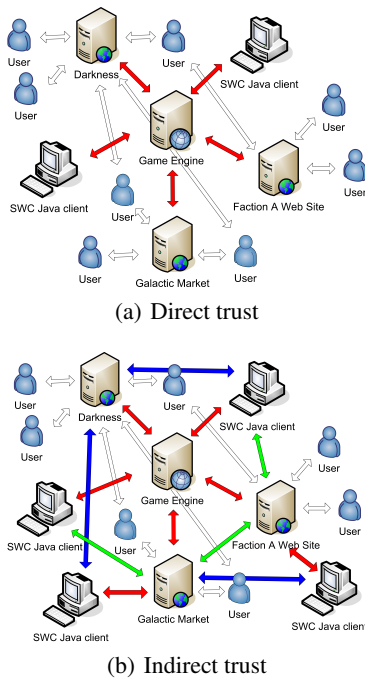 User
User
Darkness
SWC Java client
User
User
Game Engine
User
SWC Java client
Faction A Web Site
User
User
User
Galactic Market
User
(a) Direct trust
User
User
Darkness
SWC Java client
User
User
Game Engine
User
SWC Java client
Faction A Web Site
User
User
Galactic Market
User
SWC Java client
SWC Java client
(b) Indirect trust